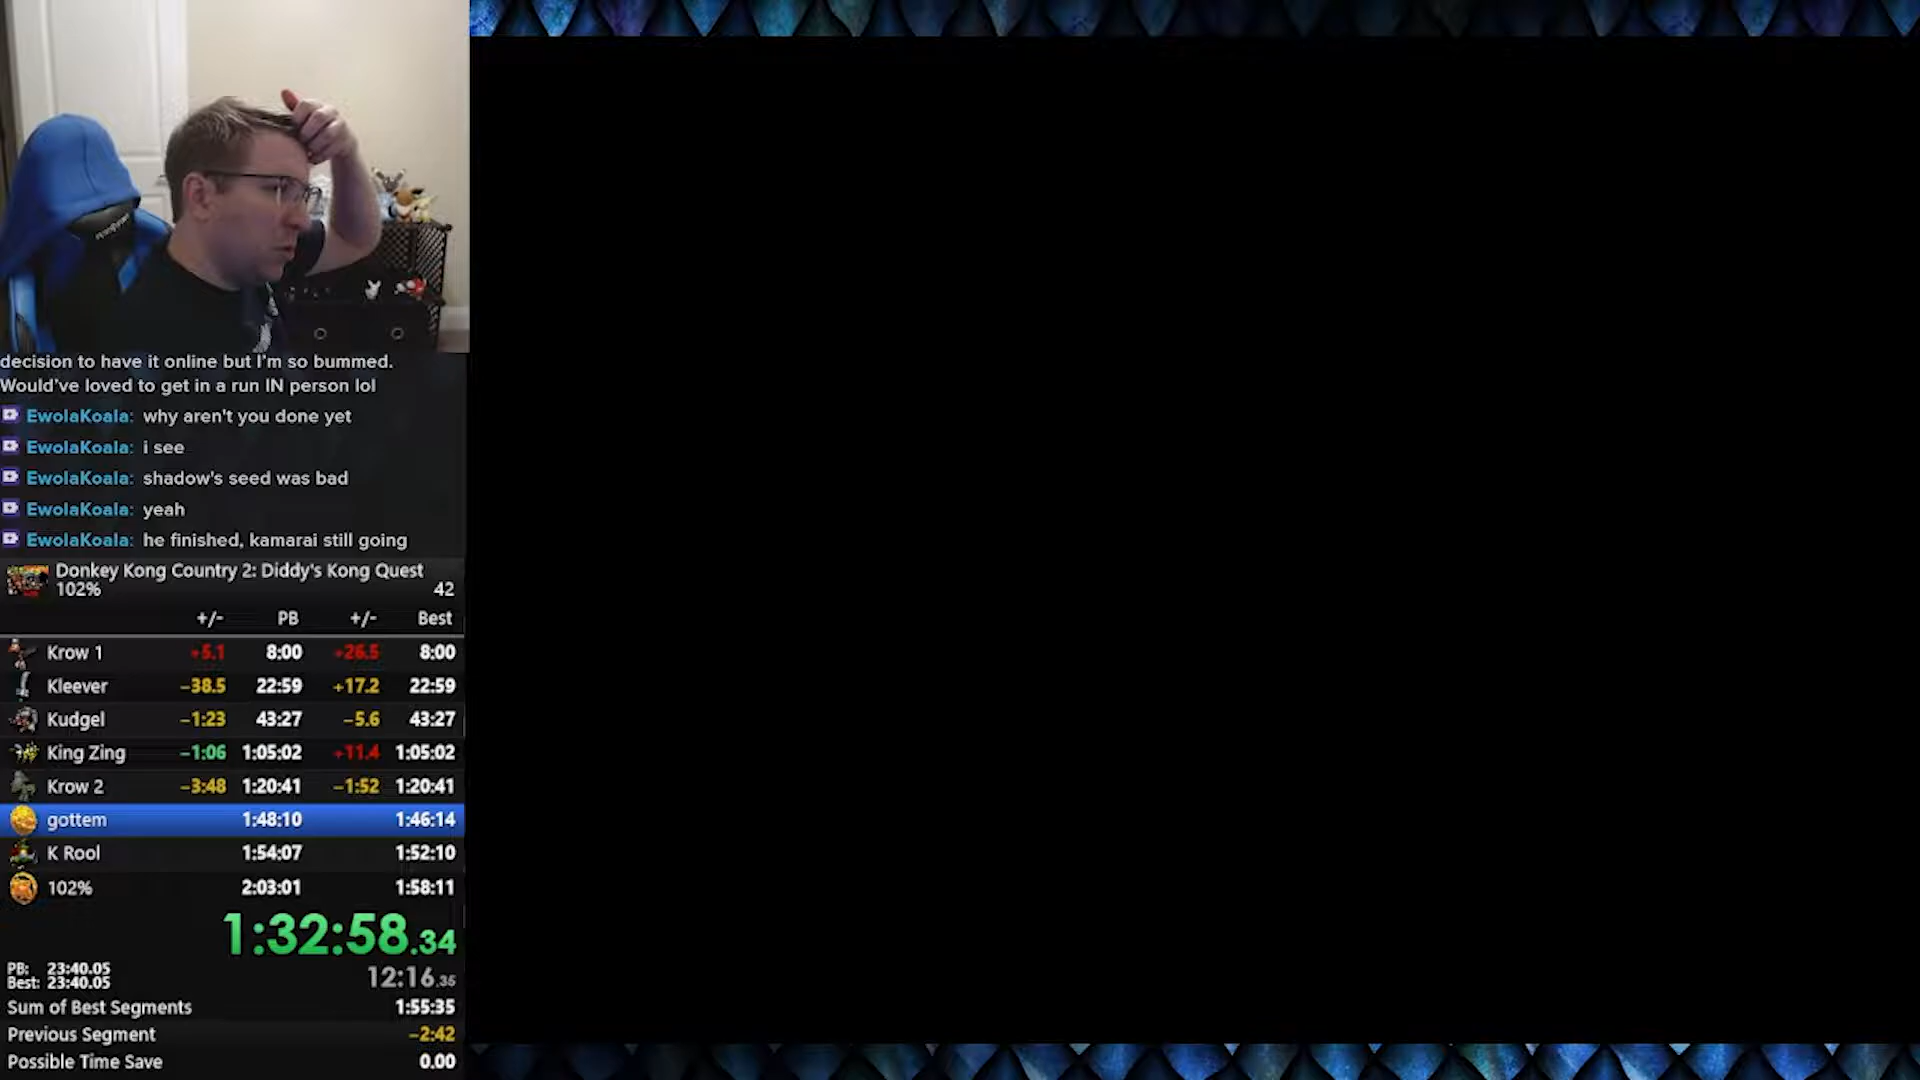 decision to have it online but I'm so bummed.
Would've loved to get in a run IN person lol
EwolaKoala: why aren't you done yet
EwolaKoala: i see
EwolaKoala: shadow's seed was bad
EwolaKoala: yeah
EwolaKoala: he finished, kamarai still going
Donkey Kong Country 2: Diddy's Kong Quest
102% 42
+/- PB +/- Best
Krow 1 +5.1 8:00 +26.5 8:00
Kleever −38.5 22:59 +17.2 22:59
Kudgel −1:23 43:27 −5.6 43:27
King Zing −1:06 1:05:02 +11.4 1:05:02
Krow 2 −3:48 1:20:41 −1:52 1:20:41
gottem 1:48:10 1:46:14
K Rool 1:54:07 1:52:10
102% 2:03:01 1:58:11
1:32:58.34
PB: 23:40.05
Best: 23:40.05
12:16.35
Sum of Best Segments 1:55:35
Previous Segment −2:42
Possible Time Save 0.00